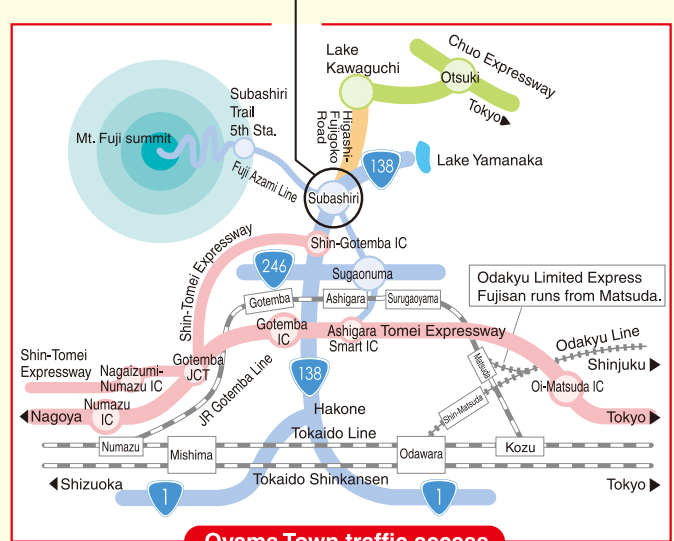 Lake
Kawaguchi
Chuo Expressway
Otsuki
Tokyo
Subashiri
Trail
5th Sta.
Mt. Fuji summit
Higashi-
Fujigoko
Road
138
Lake Yamanaka
Fuji Azami Line
Subashiri
Shin-Gotemba IC
Shin-Tomei Expressway
246
Sugaonuma
Odakyu Limited Express
Fujisan runs from Matsuda.
Gotemba
Ashigara
Surugaoyama
Gotemba
IC
Ashigara
Smart IC
Tomei Expressway
Odakyu Line
Shinjuku
Shin-Tomei
Expressway
Nagaizumi-
Numazu IC
Gotemba
JCT
138
Matsuda
Oi-Matsuda IC
JR Gotemba Line
Nagoya
Numazu
IC
Hakone
Shin-Matsuda
Tokyo
Tokaido Line
Numazu
Mishima
Odawara
Kozu
Shizuoka
Tokaido Shinkansen
Tokyo
1
1
Oyama Town traffic access